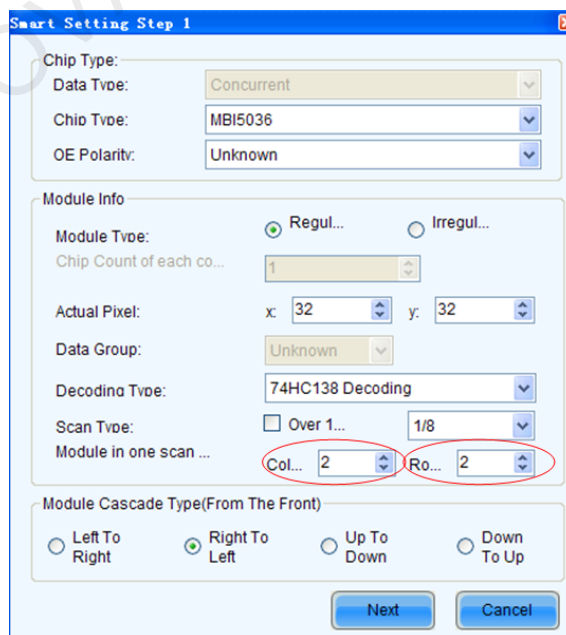 Smart Setting Step 1
Chip Type:
Data Type: Concurrent
Chip Type: MBI5036
OE Polarity: Unknown
Module Info
Module Type: Regul... Irregul...
Chip Count of each co... 1
Actual Pixel: x: 32 y: 32
Data Group: Unknown
Decoding Type: 74HC138 Decoding
Scan Type: Over 1... 1/8
Module in one scan ... Col... 2 Ro... 2
Module Cascade Type(From The Front)
Left To Right To Up To Down
Right Left Down To Up
Next Cancel